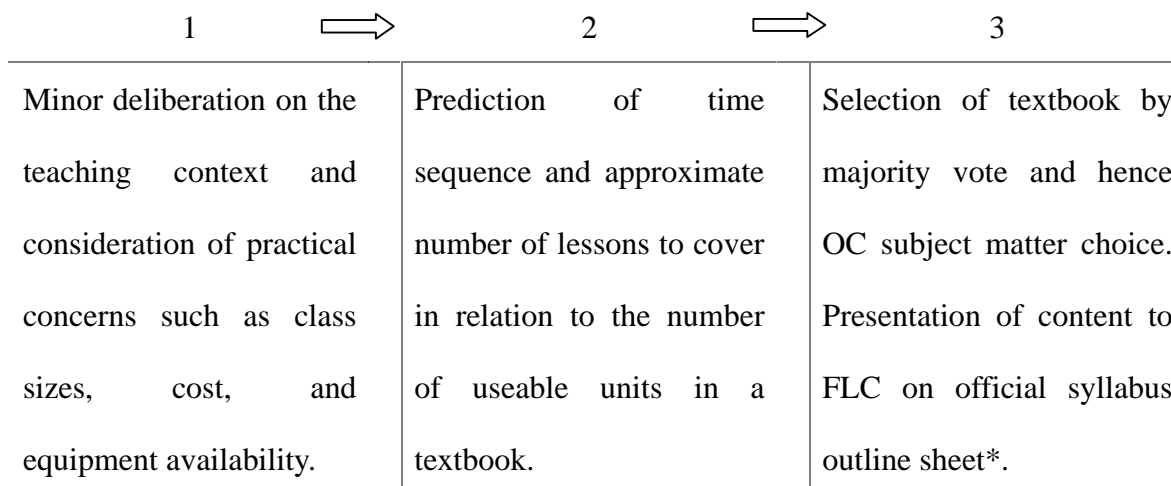 1 2 3
Minor deliberation on the
teaching context and
consideration of practical
concerns such as class
sizes, cost, and
equipment availability.
Prediction of time
sequence and approximate
number of lessons to cover
in relation to the number
of useable units in a
textbook.
Selection of textbook by
majority vote and hence
OC subject matter choice.
Presentation of content to
FLC on official syllabus
outline sheet*.